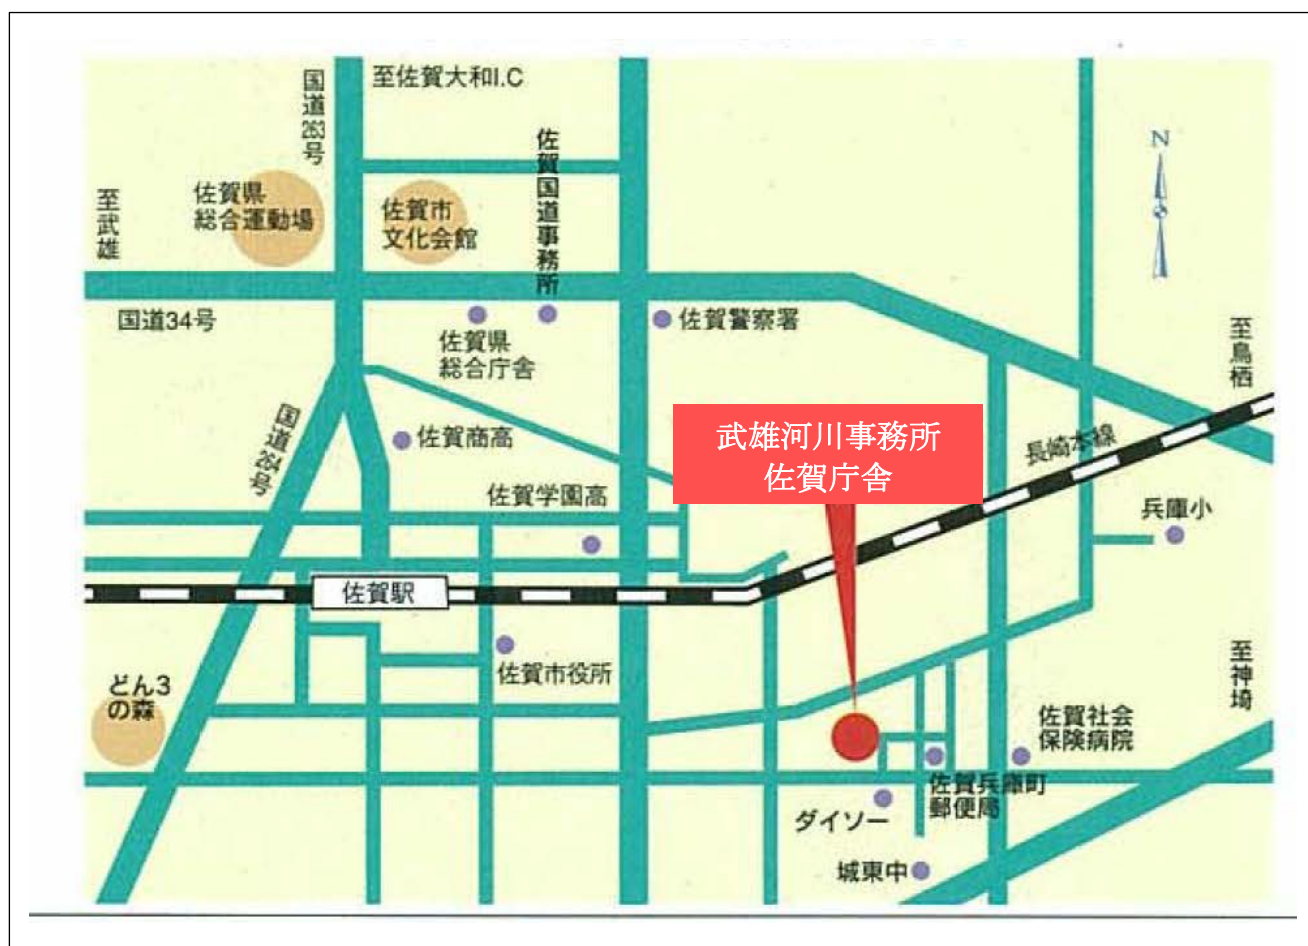 国道263号
至佐賀大和I.C
N
佐賀国道事務所
佐賀県
総合運動場
佐賀市
文化会館
至武雄
国道34号
佐賀県
総合庁舎
佐賀警察署
至鳥栖
国道264号
佐賀商高
武雄河川事務所
佐賀庁舎
長崎本線
佐賀学園高
兵庫小
佐賀駅
佐賀市役所
至神埼
どん3
の森
佐賀社会
保険病院
佐賀兵庫町
郵便局
ダイソー
城東中